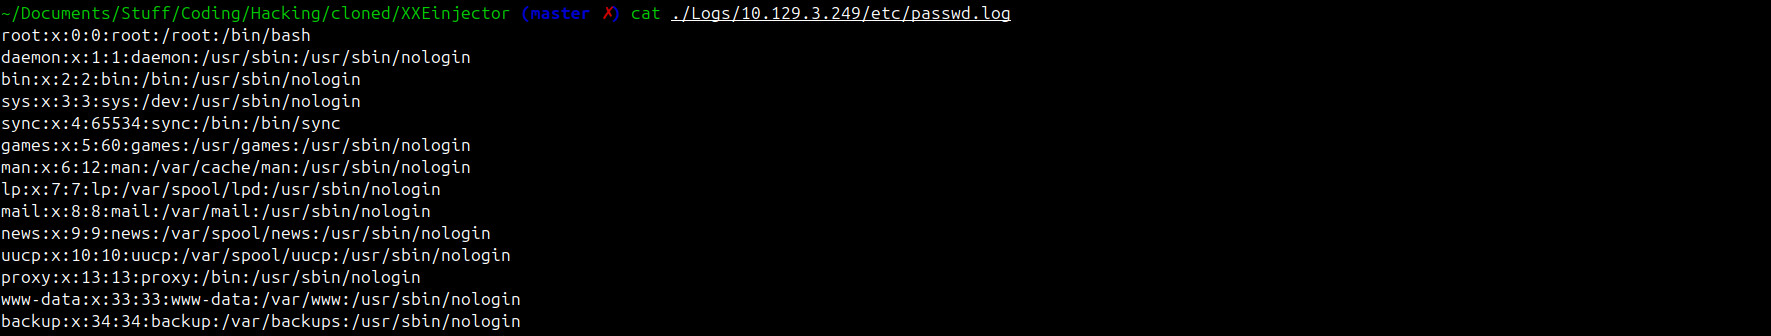 ~/Documents/Stuff/Coding/Hacking/cloned/XXEinjector (master ✗) cat ./Logs/10.129.3.249/etc/passwd.log
root:x:0:0:root:/root:/bin/bash
daemon:x:1:1:daemon:/usr/sbin:/usr/sbin/nologin
bin:x:2:2:bin:/bin:/usr/sbin/nologin
sys:x:3:3:sys:/dev:/usr/sbin/nologin
sync:x:4:65534:sync:/bin:/bin/sync
games:x:5:60:games:/usr/games:/usr/sbin/nologin
man:x:6:12:man:/var/cache/man:/usr/sbin/nologin
lp:x:7:7:lp:/var/spool/lpd:/usr/sbin/nologin
mail:x:8:8:mail:/var/mail:/usr/sbin/nologin
news:x:9:9:news:/var/spool/news:/usr/sbin/nologin
uucp:x:10:10:uucp:/var/spool/uucp:/usr/sbin/nologin
proxy:x:13:13:proxy:/bin:/usr/sbin/nologin
www-data:x:33:33:www-data:/var/www:/usr/sbin/nologin
backup:x:34:34:backup:/var/backups:/usr/sbin/nologin